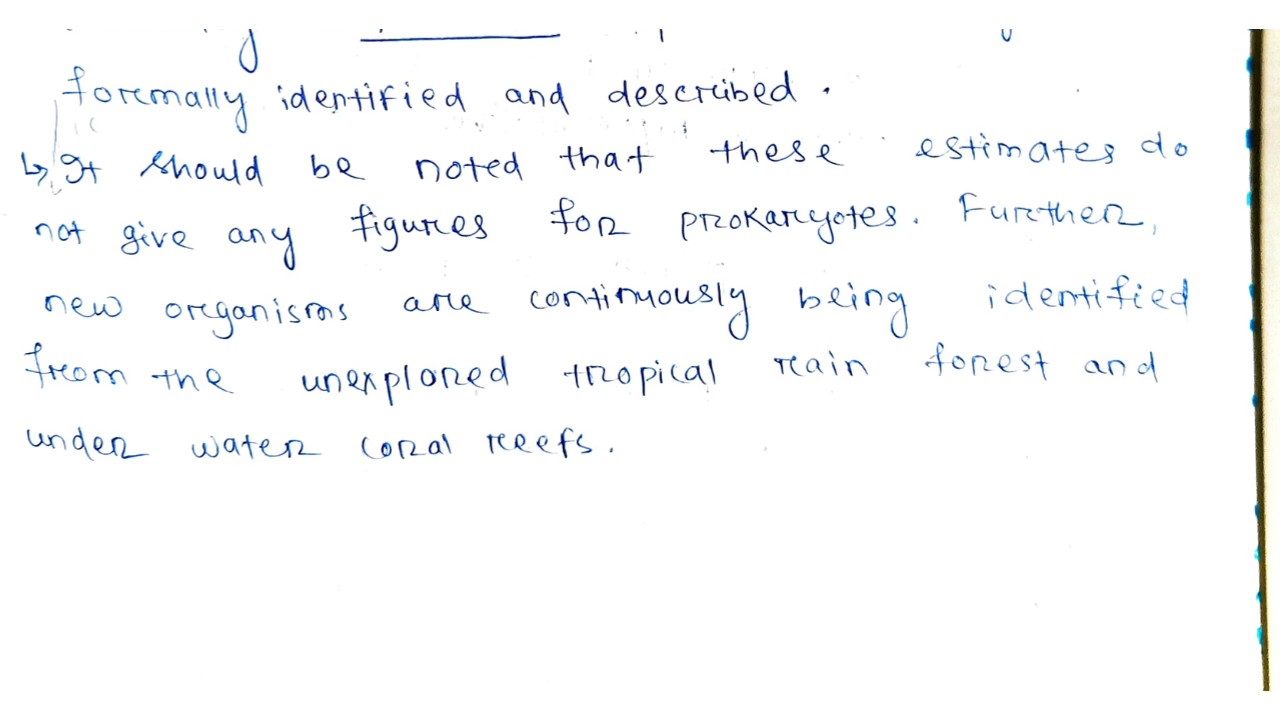 formally identified and described.
↳ It should be noted that these estimates do
not give any figures for prokaryotes. Further,
new organisms are continuously being identified
from the unexplored tropical rain forest and
under water coral reefs.